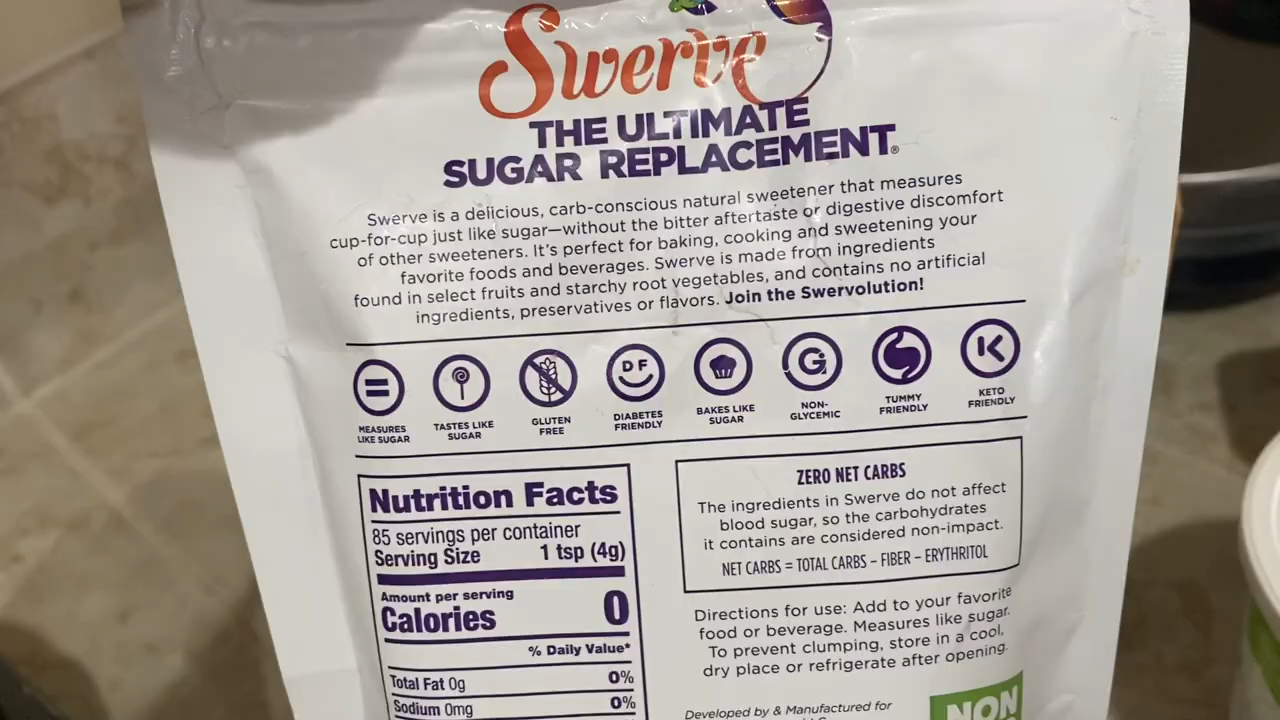 Swerve
THE ULTIMATE
SUGAR REPLACEMENT®
Swerve is a delicious, carb-conscious natural sweetener that measures
cup-for-cup just like sugar—without the bitter aftertaste or digestive discomfort
of other sweeteners. It's perfect for baking, cooking and sweetening your
favorite foods and beverages. Swerve is made from ingredients
found in select fruits and starchy root vegetables, and contains no artificial
ingredients, preservatives or flavors. Join the Swervolution!
MEASURES
LIKE SUGAR
TASTES LIKE
SUGAR
GLUTEN
FREE
DF
DIABETES
FRIENDLY
BAKES LIKE
SUGAR
G
NON-
GLYCEMIC
TUMMY
FRIENDLY
K
KETO
FRIENDLY
Nutrition Facts
85 servings per container
Serving Size 1 tsp (4g)
Amount per serving
Calories 0
% Daily Value*
Total Fat 0g 0%
Sodium 0mg 0%
ZERO NET CARBS
The ingredients in Swerve do not affect
blood sugar, so the carbohydrates
it contains are considered non-impact.
NET CARBS = TOTAL CARBS – FIBER – ERYTHRITOL
Directions for use: Add to your favorite
food or beverage. Measures like sugar.
To prevent clumping, store in a cool,
dry place or refrigerate after opening.
Developed by & Manufactured for
NON